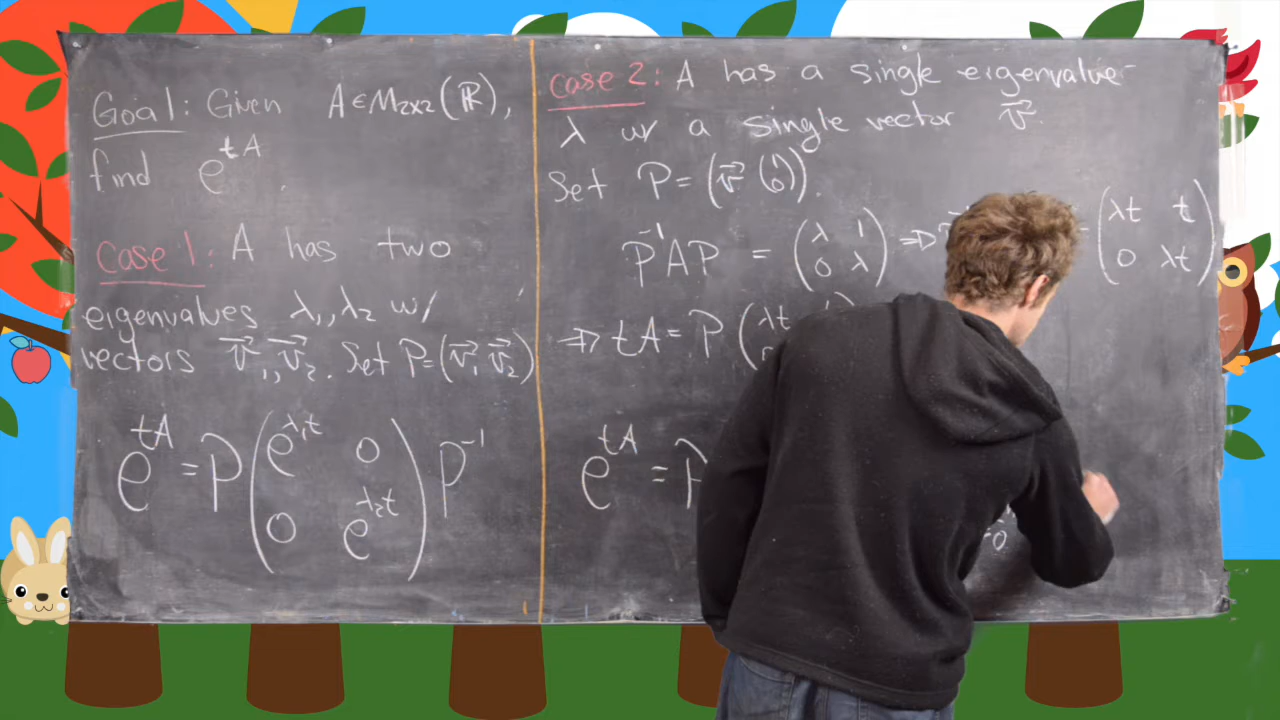 Goal: Given A∈M₂ₓ₂(ℝ),
find e^{tA}.
Case 1: A has two
eigenvalues λ₁, λ₂ w/
vectors v⃗₁, v⃗₂. Set P=(v⃗₁ v⃗₂)
e^{tA} = P (e^{λ₁t} 0
0 e^{λ₂t}) P⁻¹
Case 2: A has a single eigenvalue
λ w/ a single vector v⃗.
Set P = (v⃗ (1 0)).
P⁻¹AP = (λ 1
0 λ) ⇒ (λt t
0 λt)
⇒ tA = P (λt
e^{tA} = P